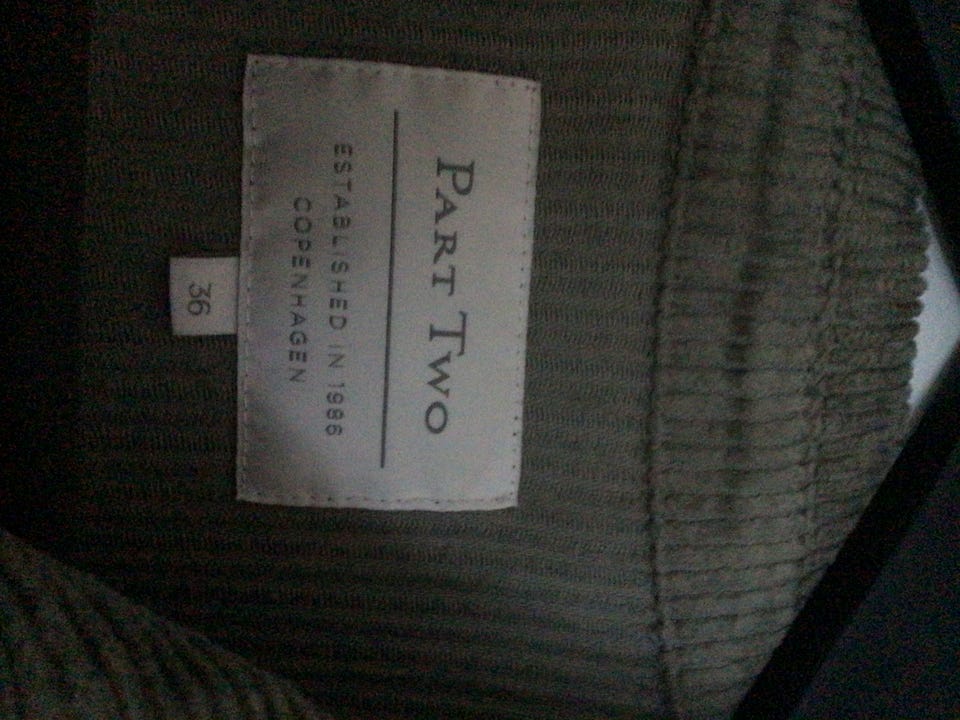 PART TWO
ESTABLISHED IN 1986
COPENHAGEN
36